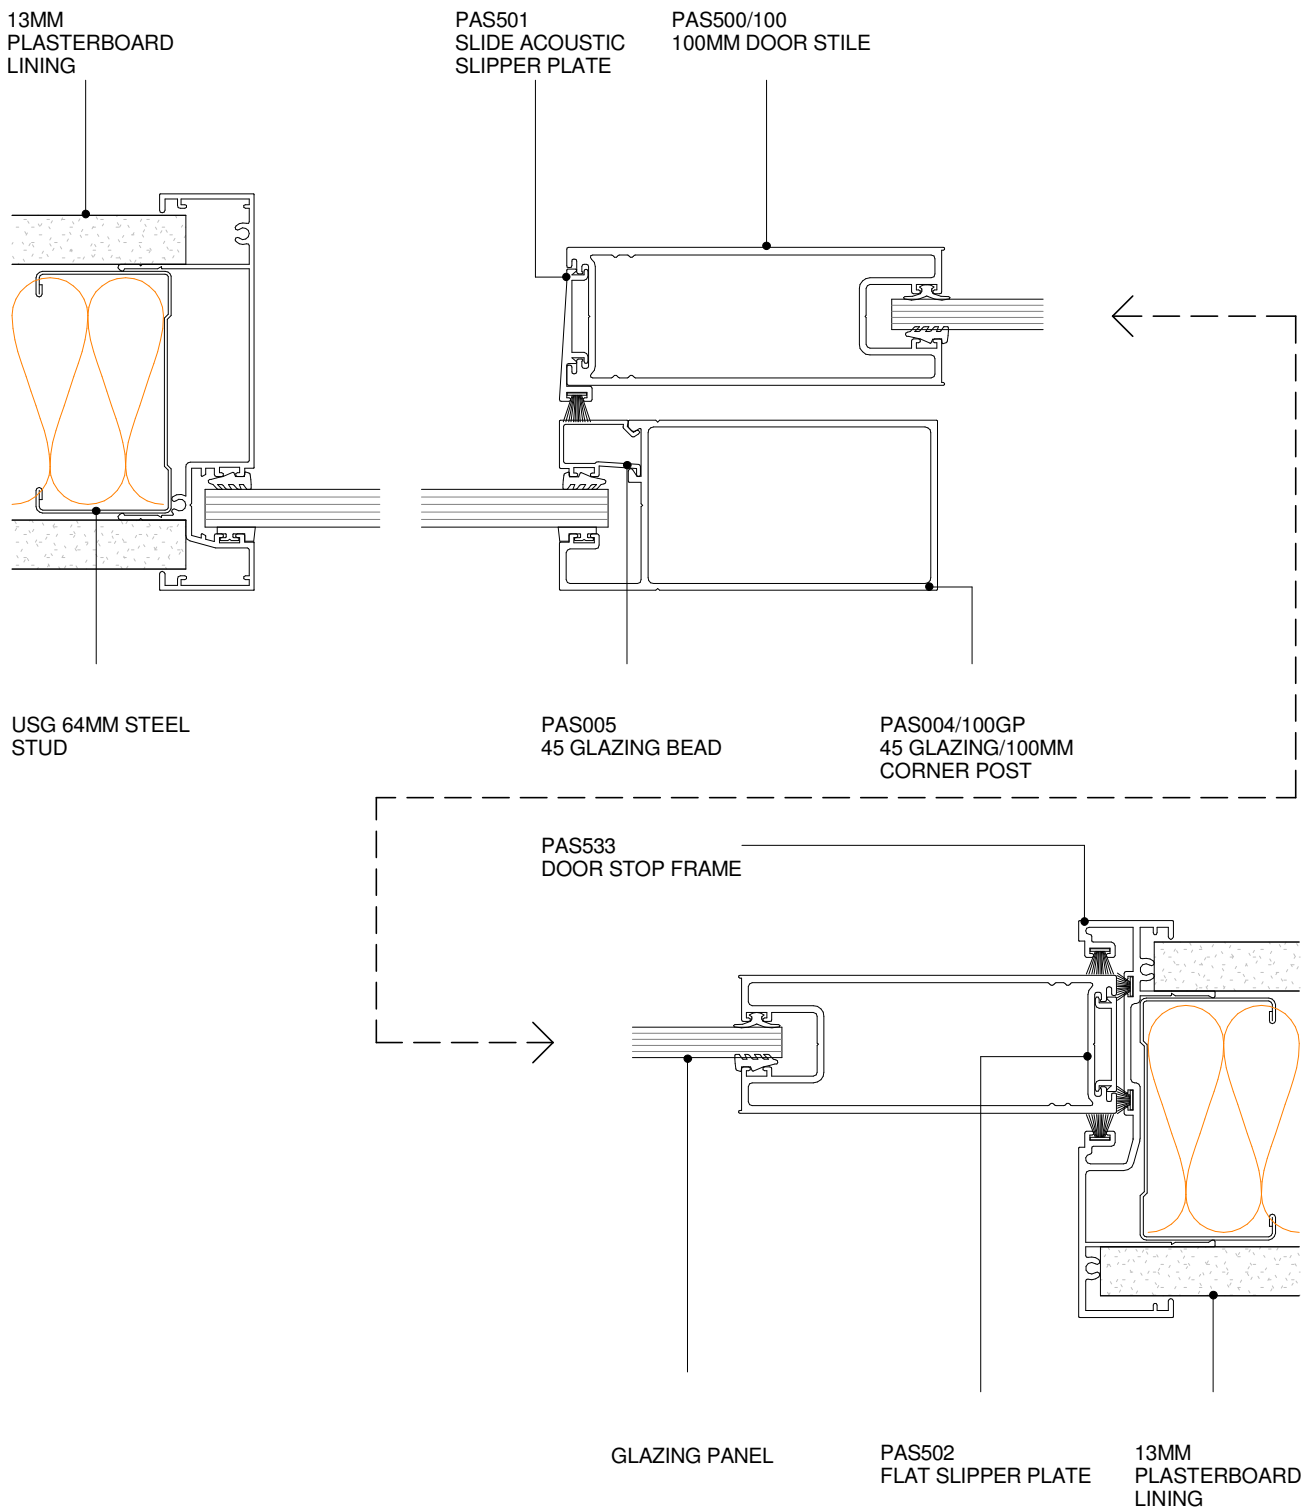 13MM
PLASTERBOARD
LINING
PAS501
SLIDE ACOUSTIC
SLIPPER PLATE
PAS500/100
100MM DOOR STILE
USG 64MM STEEL
STUD
PAS005
45 GLAZING BEAD
PAS004/100GP
45 GLAZING/100MM
CORNER POST
PAS533
DOOR STOP FRAME
GLAZING PANEL
PAS502
FLAT SLIPPER PLATE
13MM
PLASTERBOARD
LINING